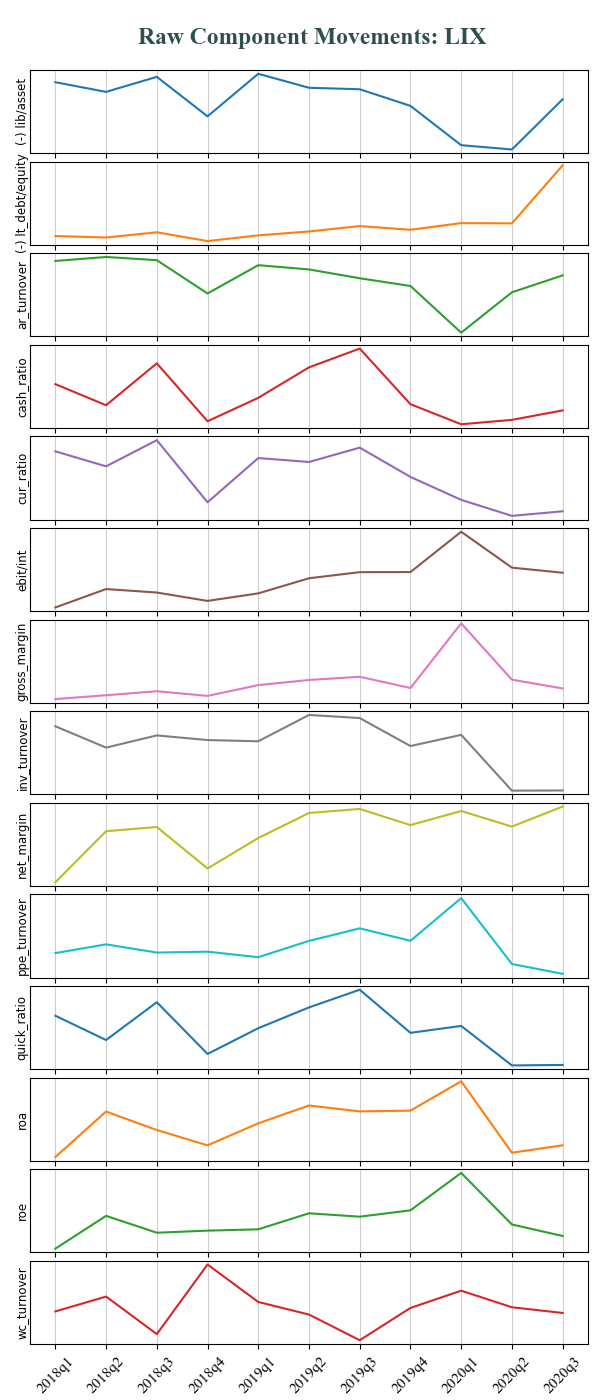 Raw Component Movements: LIX
(-) lib/asset
(-) lt_debt/equity
ar_turnover
cash_ratio
cur_ratio
ebit/int
gross_margin
inv_turnover
net_margin
ppe_turnover
quick_ratio
roa
roe
wc_turnover
2018q1 2018q2 2018q3 2018q4 2019q1 2019q2 2019q3 2019q4 2020q1 2020q2 2020q3